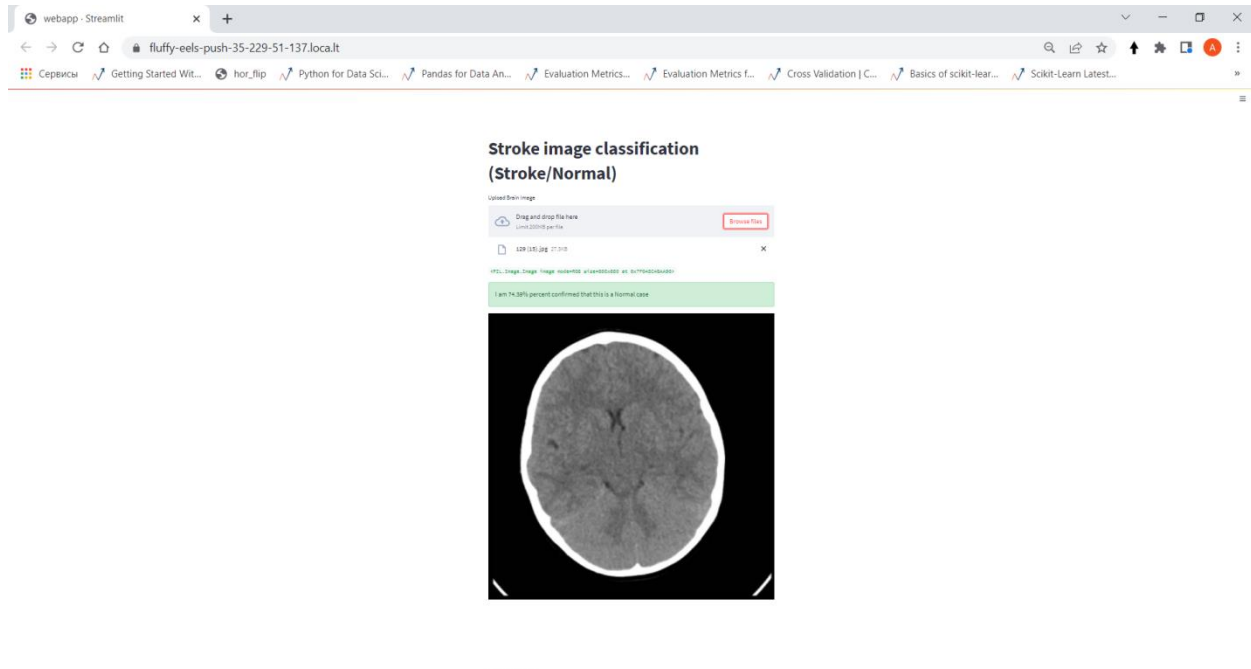 webapp · Streamlit
fluffy-eels-push-35-229-51-137.loca.lt
A
Сервисы Getting Started Wit... hor_flip Python for Data Sci... Pandas for Data An... Evaluation Metrics... Evaluation Metrics f... Cross Validation | C... Basics of scikit-lear... Scikit-Learn Latest... »
Stroke image classification
(Stroke/Normal)
Upload Brain image
Drag and drop file here
Limit 200MB per file
Browse files
129 (15).jpg
I am 74.39% percent confirmed that this is a Normal case